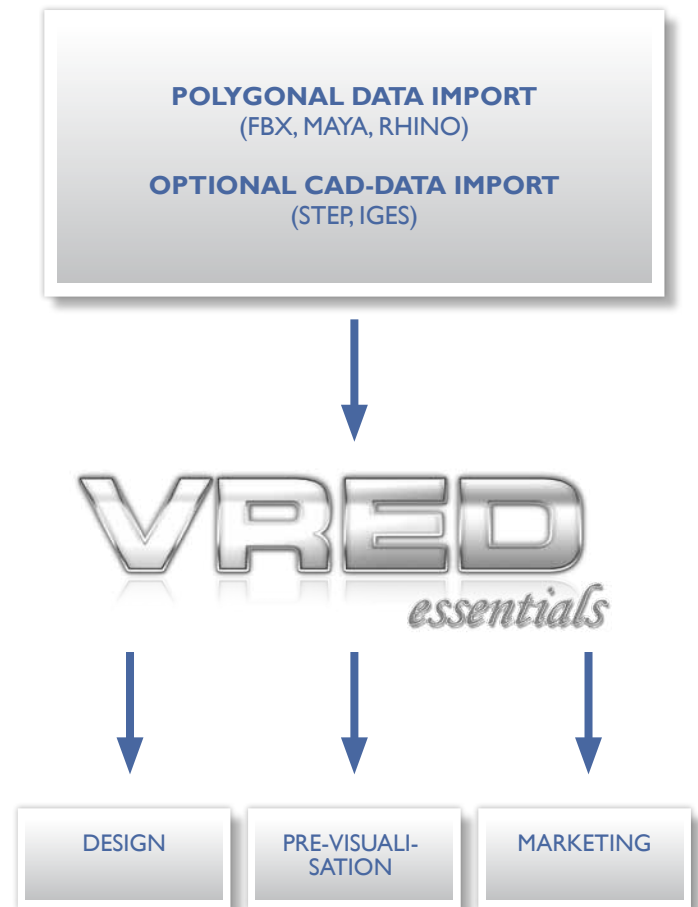 POLYGONAL DATA IMPORT
(FBX, MAYA, RHINO)
OPTIONAL CAD-DATA IMPORT
(STEP, IGES)
VRED
essentials
DESIGN
PRE-VISUALI-
SATION
MARKETING